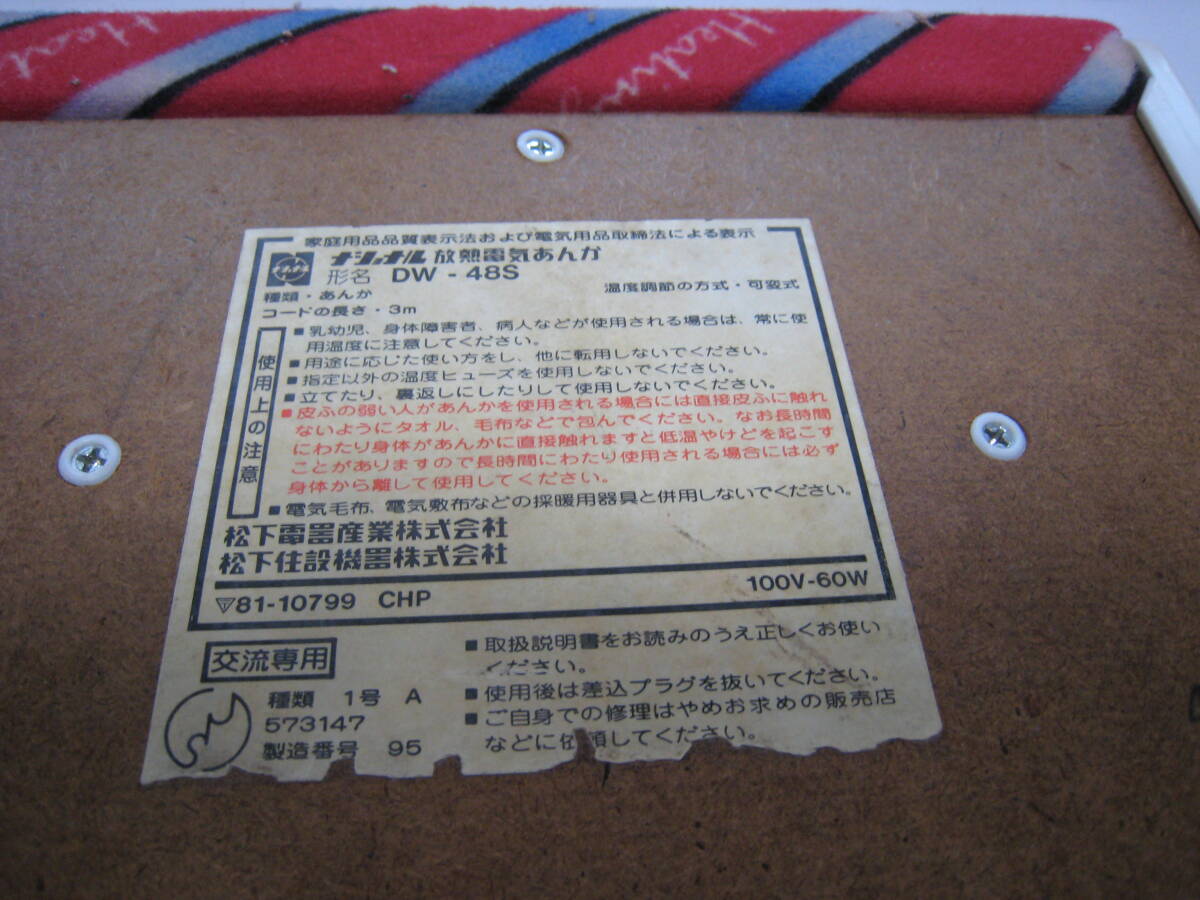 Heat
Heating
家庭用品品質表示法および電気用品取締法による表示
ナショナル
ナショナル 放熱電気あんか
形名 DW-48S
種類・あんか 温度調節の方式・可変式
コードの長さ・3m
使用上の注意
■乳幼児、身体障害者、病人などが使用される場合は、常に使
用温度に注意してください。
■用途に応じた使い方をし、他に転用しないでください。
■指定以外の温度ヒューズを使用しないでください。
■立てたり、裏返しにしたりして使用しないでください。
■皮ふの弱い人があんかを使用される場合には直接皮ふに触れ
ないようにタオル、毛布などで包んでください。なお長時間
にわたり身体があんかに直接触れますと低温やけどを起こす
ことがありますので長時間にわたり使用される場合には必ず
身体から離して使用してください。
■電気毛布、電気敷布などの採暖用器具と併用しないでください。
松下電器産業株式会社
松下住設機器株式会社
100V-60W
81-10799 CHP
交流専用
種類 1号 A
573147
製造番号 95
■取扱説明書をお読みのうえ正しくお使い
ください。
■使用後は差込プラグを抜いてください。
■ご自身での修理はやめお求めの販売店
などに依頼してください。